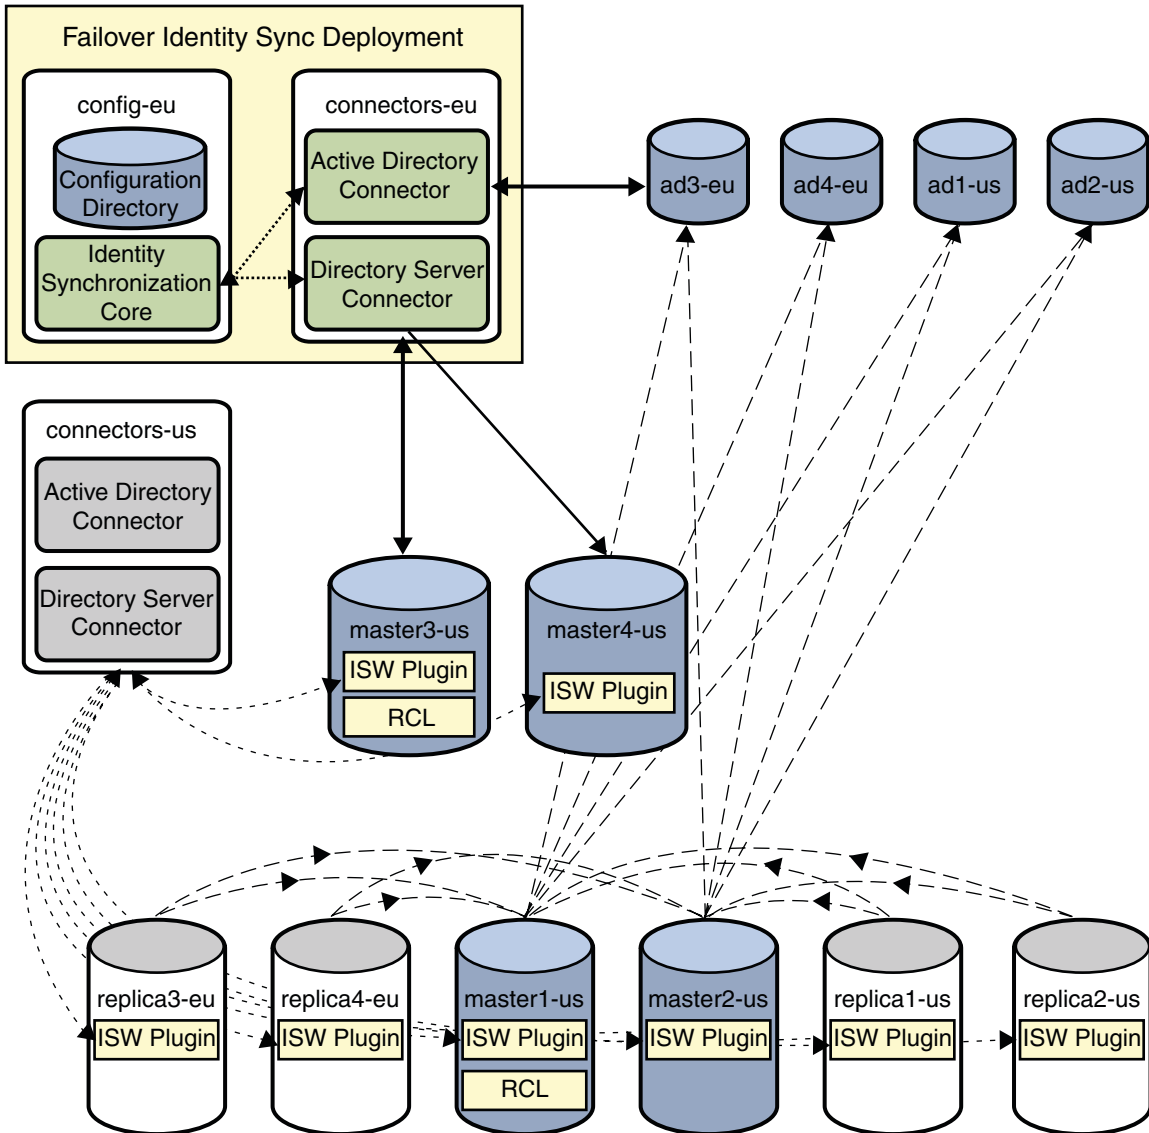 Failover Identity Sync Deployment
config-eu
Configuration
Directory
Identity
Synchronization
Core
connectors-eu
Active Directory
Connector
Directory Server
Connector
ad3-eu
ad4-eu
ad1-us
ad2-us
connectors-us
Active Directory
Connector
Directory Server
Connector
master3-us
ISW Plugin
RCL
master4-us
ISW Plugin
replica3-eu
ISW Plugin
replica4-eu
ISW Plugin
master1-us
ISW Plugin
RCL
master2-us
ISW Plugin
replica1-us
ISW Plugin
replica2-us
ISW Plugin